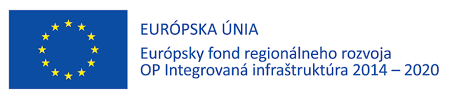 EURÓPSKA ÚNIA
Európsky fond regionálneho rozvoja
OP Integrovaná infraštruktúra 2014 – 2020